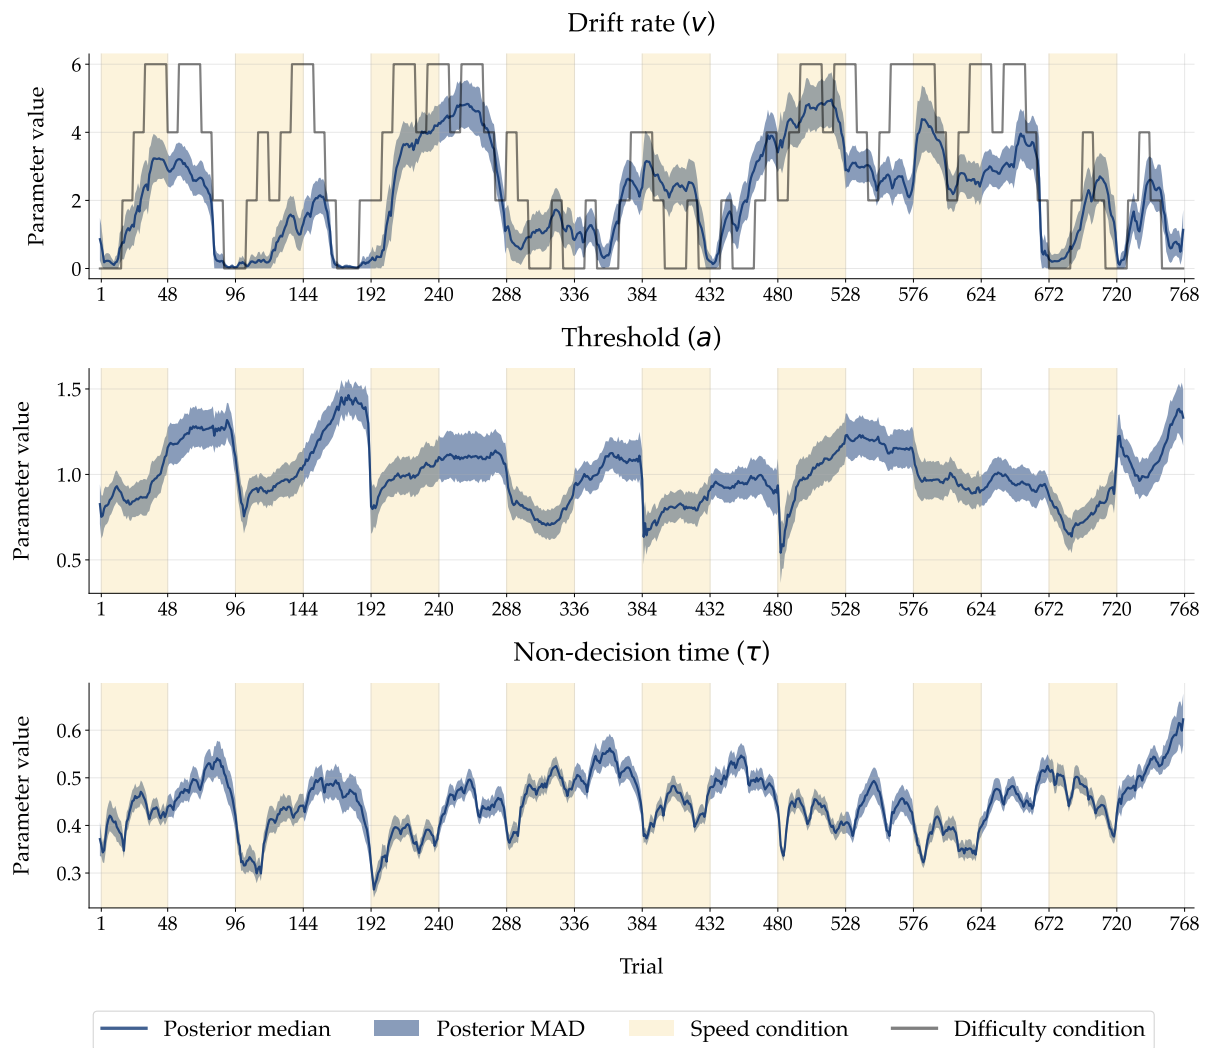 Drift rate (v)
Parameter value
6
4
2
0
1 48 96 144 192 240 288 336 384 432 480 528 576 624 672 720 768
Threshold (a)
Parameter value
1.5
1.0
0.5
1 48 96 144 192 240 288 336 384 432 480 528 576 624 672 720 768
Non-decision time (τ)
Parameter value
0.6
0.5
0.4
0.3
1 48 96 144 192 240 288 336 384 432 480 528 576 624 672 720 768
Trial
Posterior median Posterior MAD Speed condition Difficulty condition